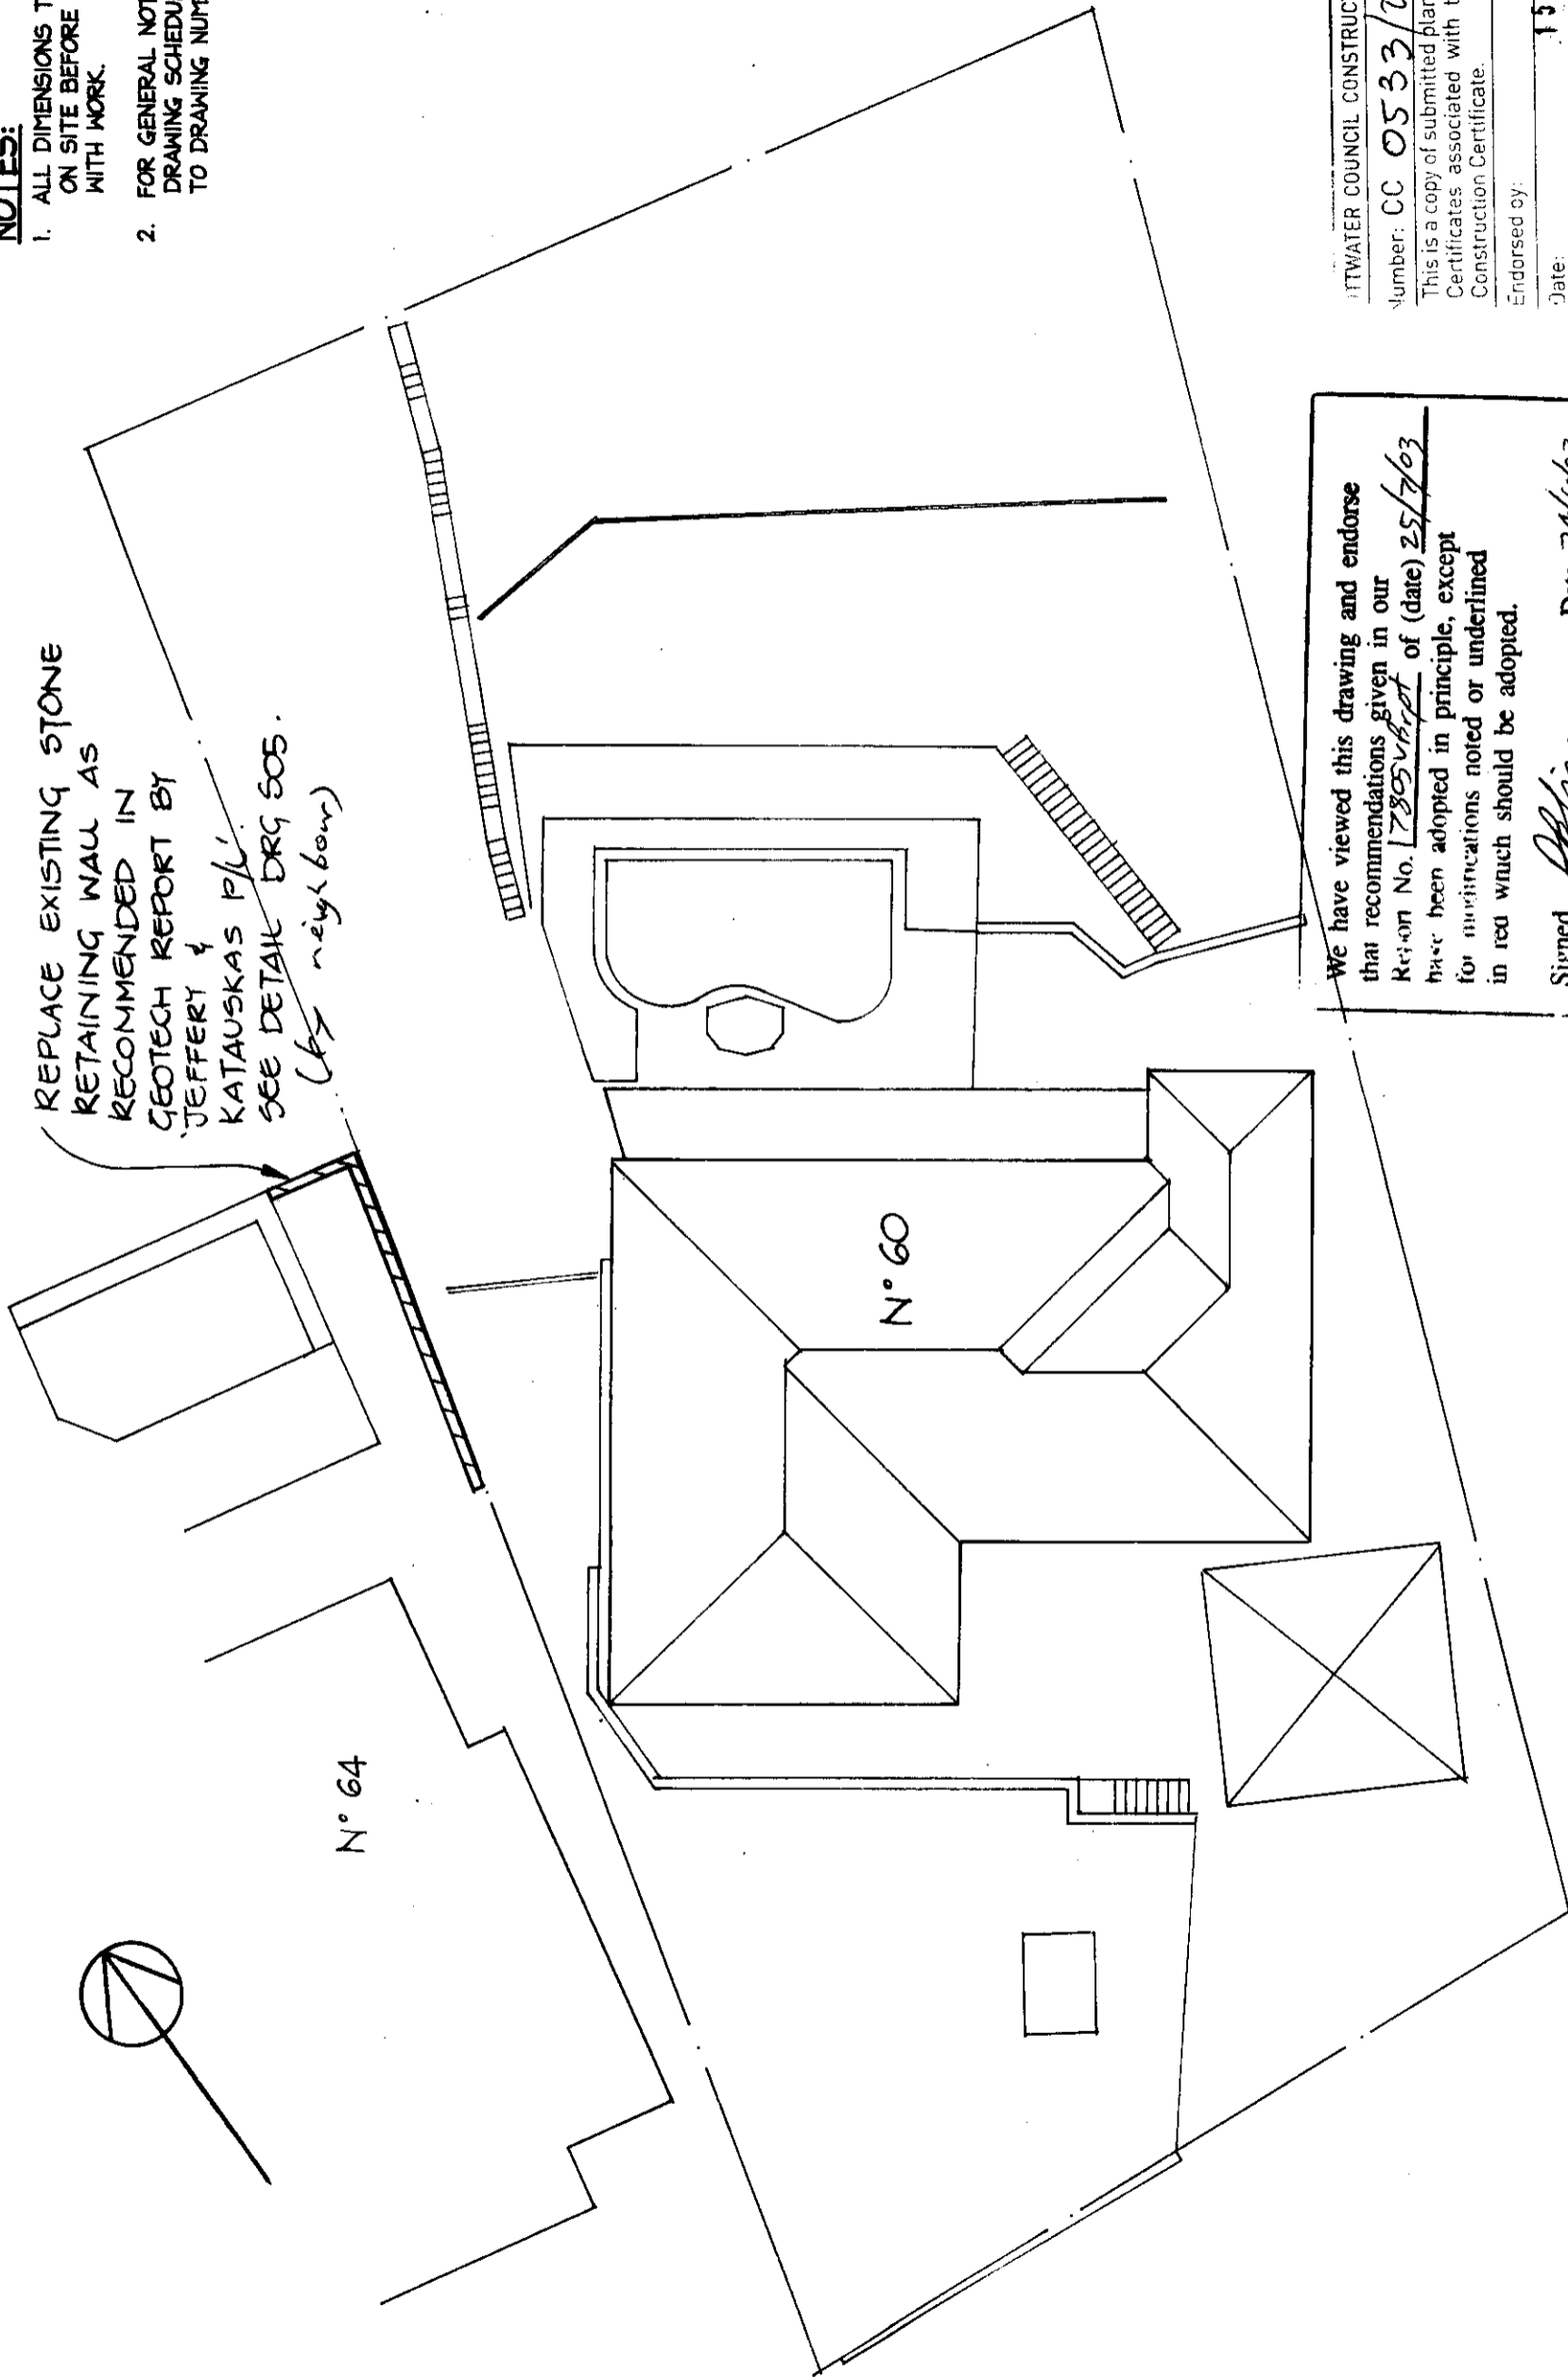 NOTES:
1. ALL DIMENSIONS T
ON SITE BEFORE
WITH WORK.
2. FOR GENERAL NOT
DRAWING SCHEDU
TO DRAWING NUM
REPLACE EXISTING STONE
RETAINING WALL AS
RECOMMENDED IN
GEOTECH REPORT BY
'JEFFERY &
KATAUSKAS P/L'.
SEE DETAIL DRG S05.
(by neighbour)
N° 64
N° 60
TTWATER COUNCIL CONSTRUCT
Number: CC 0533/
This is a copy of submitted plan
Certificates associated with t
Construction Certificate.
Endorsed by:
Date: 15
We have viewed this drawing and endorse
that recommendations given in our
No. of (date) 25/7/03
have been adopted in principle, except
for modifications noted or underlined
in red which should be adopted.
Signed